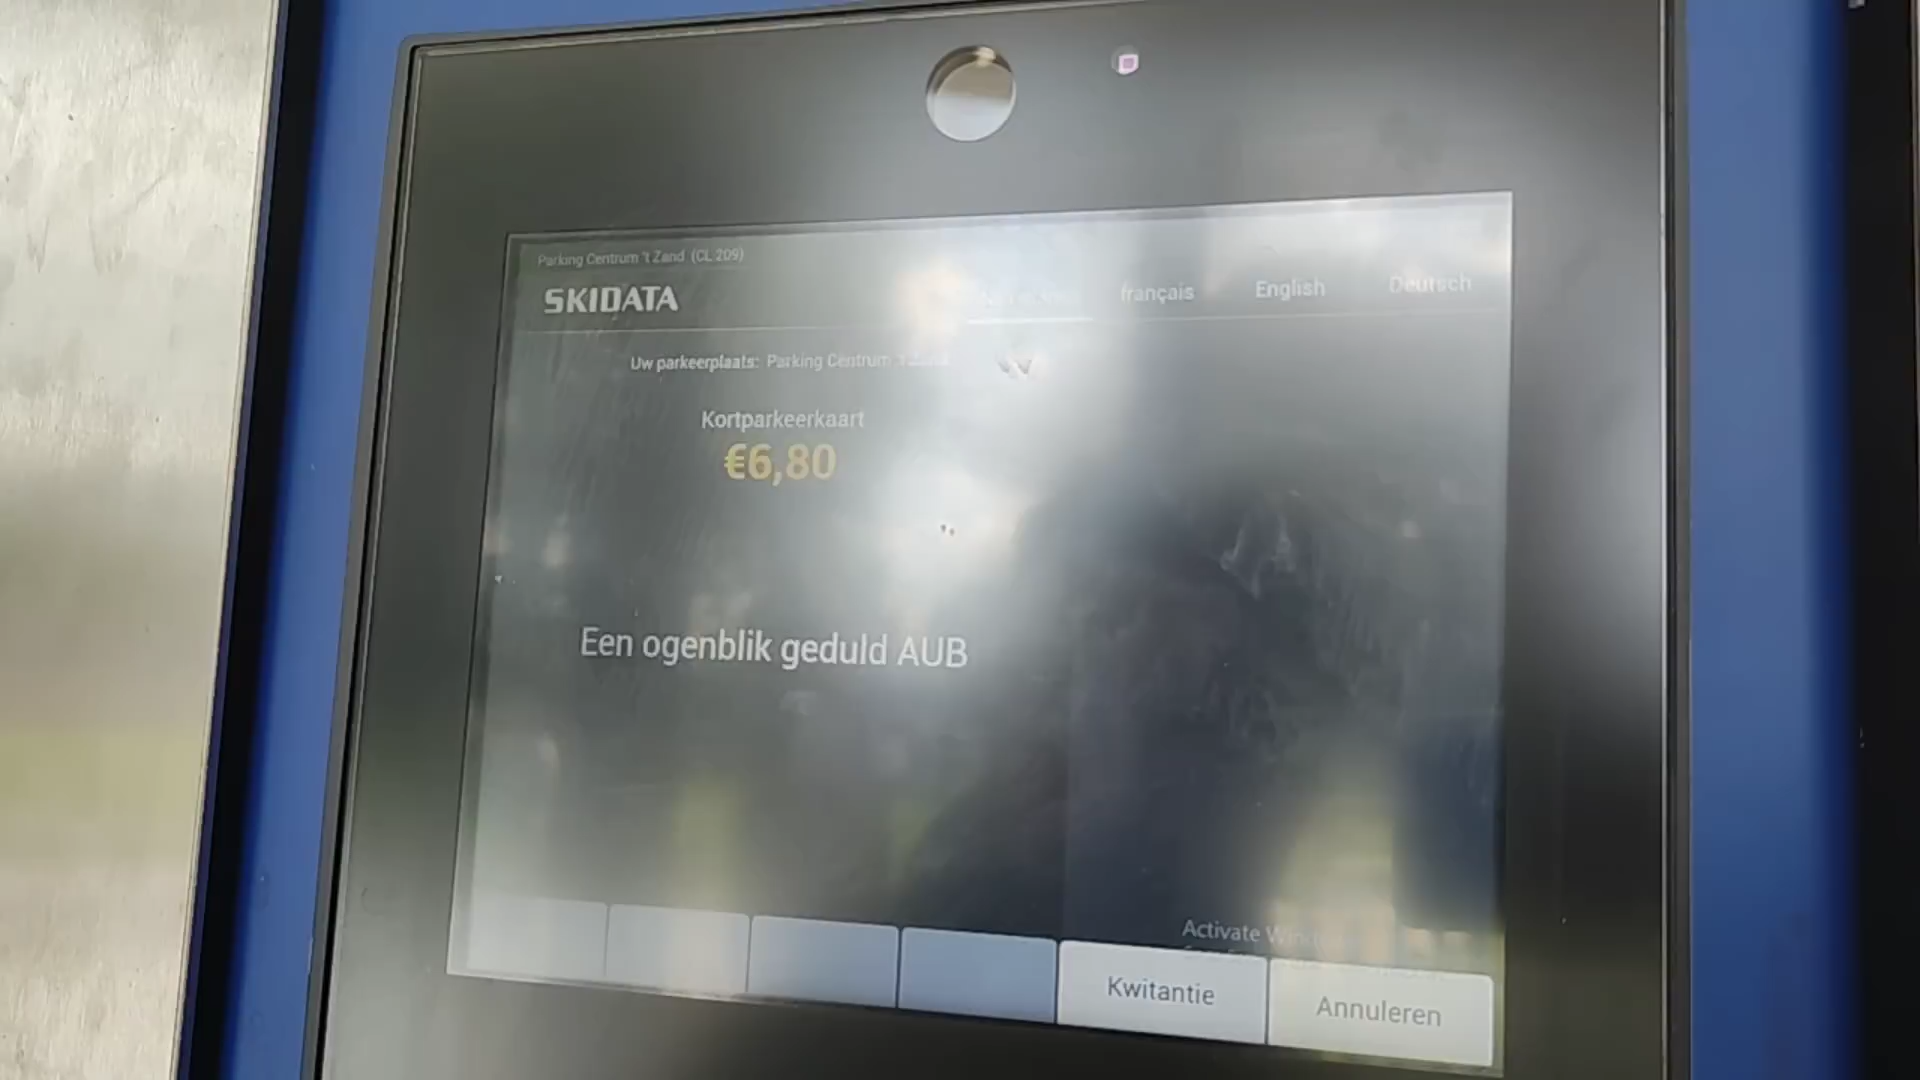 Parking Centrum 't Zand (CL 209)
SKIDATA
français English Deutsch
Uw parkeerplaats: Parking Centrum
Kortparkeerkaart
€6,80
Een ogenblik geduld AUB
Activate
Kwitantie
Annuleren